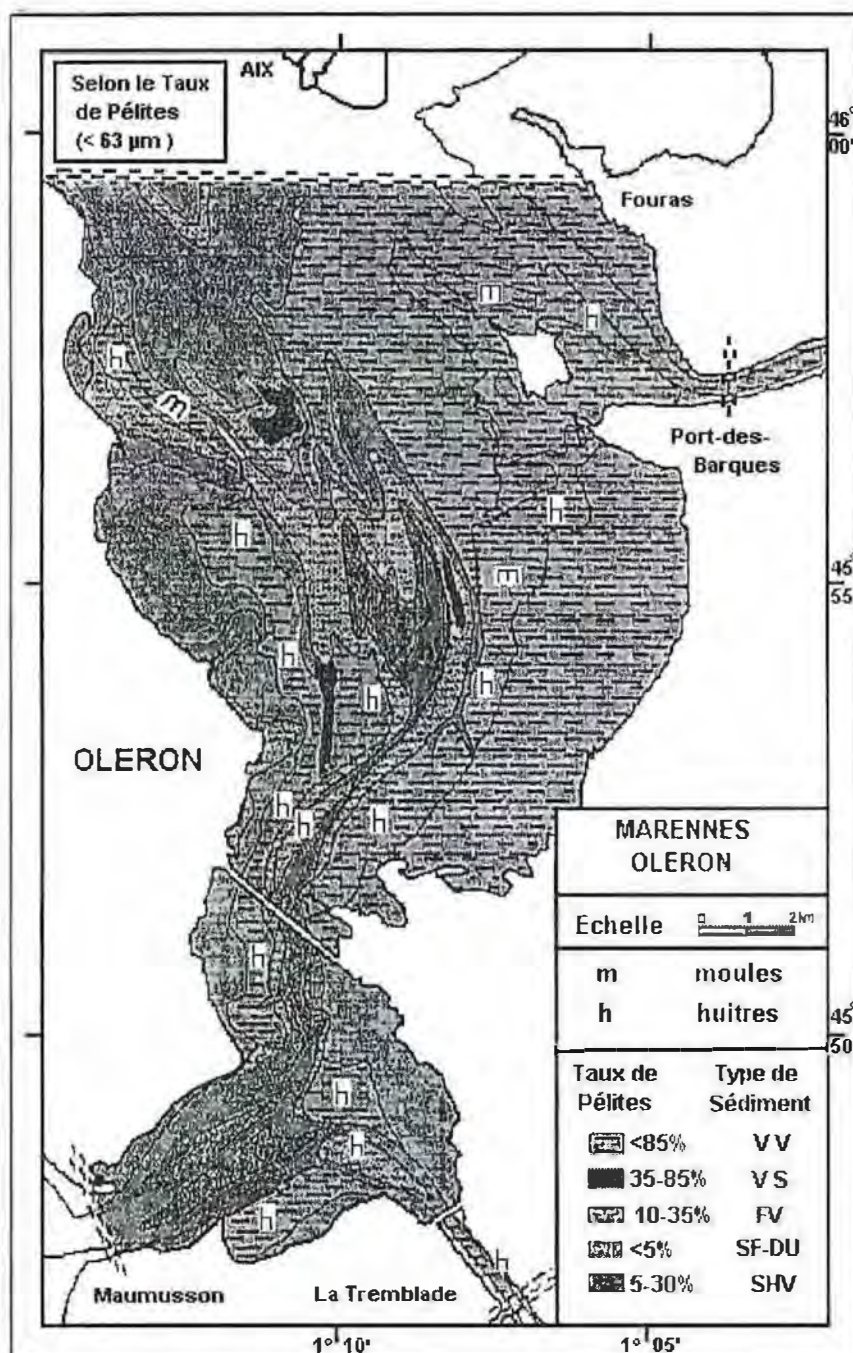 Selon le Taux
de Pélites
(< 63 µm )
AIX
46°
00'
Fouras
m
h
h
m
Port-des-
Barques
h
h
m
45°
55'
h
h
h
OLERON
h
h
h
h
MARENNES
OLERON
Echelle 0 1 2km
m moules
h huitres
45°
50'
Taux de Type de
Pélites Sédiment
<85% V V
35-85% V S
10-35% FV
<5% SF-DU
5-30% SHV
h
h
h
h
Maumusson
La Tremblade
1° 10'
1° 05'